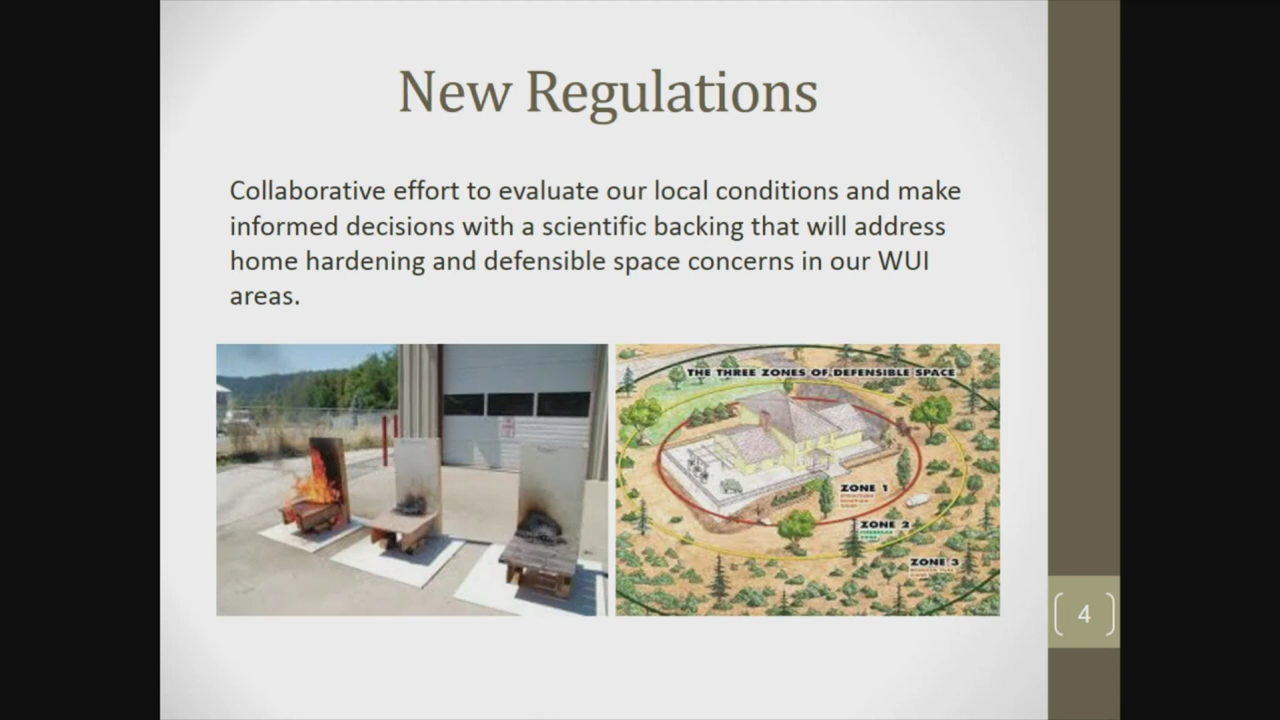 New Regulations
Collaborative effort to evaluate our local conditions and make
informed decisions with a scientific backing that will address
home hardening and defensible space concerns in our WUI
areas.
THE THREE ZONES OF DEFENSIBLE SPACE
ZONE 1
ZONE 2
ZONE 3
4